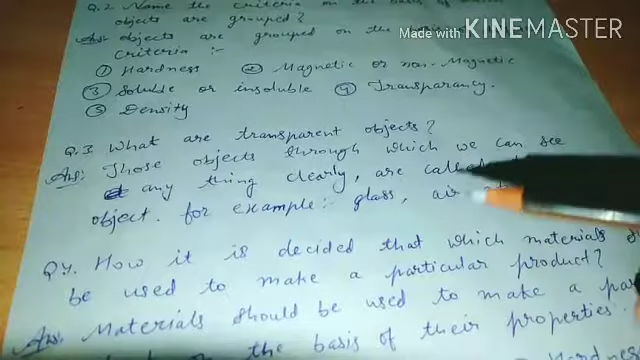 Q.2 Name the criteria on the basis of which
objects are grouped?
Ans: objects are grouped on the
criteria :-
① Hardness ② Magnetic or non-Magnetic
③ Soluble or insoluble ④ Transparancy.
⑤ Density
Q.3 What are transparent objects?
Ans: Those objects through which we can see
any thing clearly, are called
object. for example:- glass, air
Q4. How it is decided that which materials
be used to make a particular product?
Ans: Materials should be used to make a
the basis of their properties.
Hardness
Made with KINEMASTER